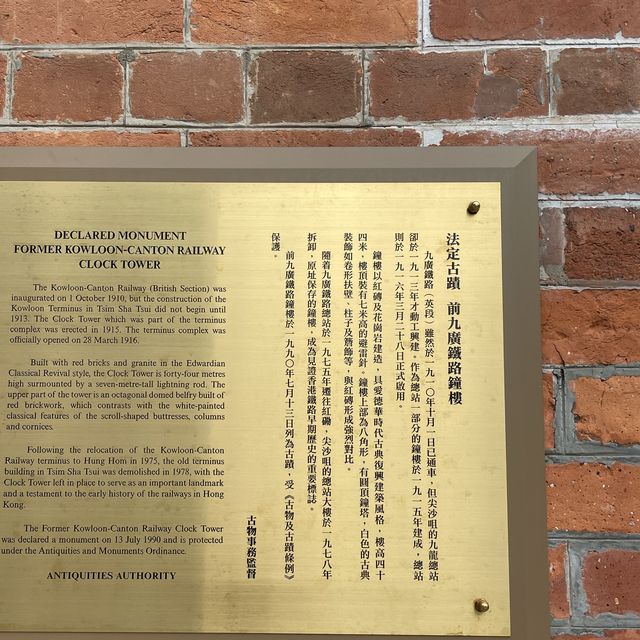 DECLARED MONUMENT
FORMER KOWLOON-CANTON RAILWAY
CLOCK TOWER
The Kowloon-Canton Railway (British Section) was
inaugurated on 1 October 1910, but the construction of the
Kowloon Terminus in Tsim Sha Tsui did not begin until
1913. The Clock Tower which was part of the terminus
complex was erected in 1915. The terminus complex was
officially opened on 28 March 1916.
Built with red bricks and granite in the Edwardian
Classical Revival style, the Clock Tower is forty-four metres
high surmounted by a seven-metre-tall lightning rod. The
upper part of the tower is an octagonal domed belfry built of
red brickwork, which contrasts with the white-painted
classical features of the scroll-shaped buttresses, columns
and cornices.
Following the relocation of the Kowloon-Canton
Railway terminus to Hung Hom in 1975, the old terminus
building in Tsim Sha Tsui was demolished in 1978, with the
Clock Tower left in place to serve as an important landmark
and a testament to the early history of the railways in Hong
Kong.
The Former Kowloon-Canton Railway Clock Tower
was declared a monument on 13 July 1990 and is protected
under the Antiquities and Monuments Ordinance.
ANTIQUITIES AUTHORITY
法定古蹟 前九廣鐵路鐘樓
九廣鐵路（英段）雖然於一九一〇年十月一日已通車，但尖沙咀的九龍總站
卻於一九一三年才動工興建。作為總站一部分的鐘樓於一九一五年建成，總站
則於一九一六年三月二十八日正式啟用。
鐘樓以紅磚及花崗岩建造，具愛德華時代古典復興建築風格，樓高四十
四米，樓頂裝有七米高的避雷針。鐘樓上部為八角形，有圓頂鐘塔，白色的古典
裝飾如卷形扶壁、柱子及簷飾等，與紅磚形成強烈對比。
隨着九廣鐵路總站於一九七五年遷往紅磡，尖沙咀的總站大樓於一九七八年
拆卸，原址保存的鐘樓，成為見證香港鐵路早期歷史的重要標誌。
前九廣鐵路鐘樓於一九九〇年七月十三日列為古蹟，受《古物及古蹟條例》
保護。
古物事務監督